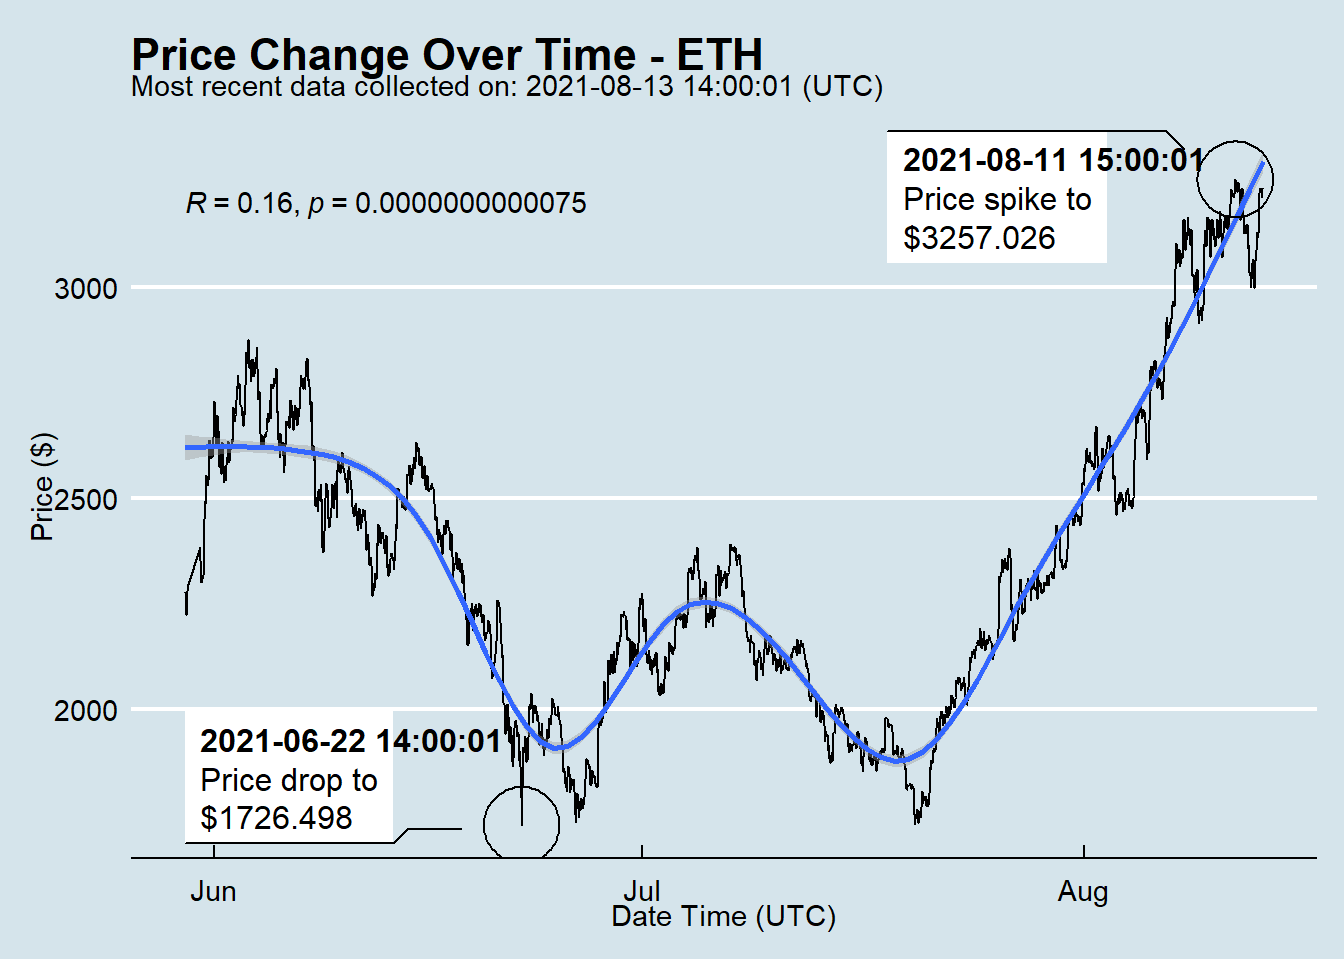 Price Change Over Time - ETH
Most recent data collected on: 2021-08-13 14:00:01 (UTC)
2021-08-11 15:00:01
Price spike to
$3257.026
R = 0.16, p = 0.0000000000075
3000
2500
2000
Price ($)
2021-06-22 14:00:01
Price drop to
$1726.498
Jun
Jul
Aug
Date Time (UTC)